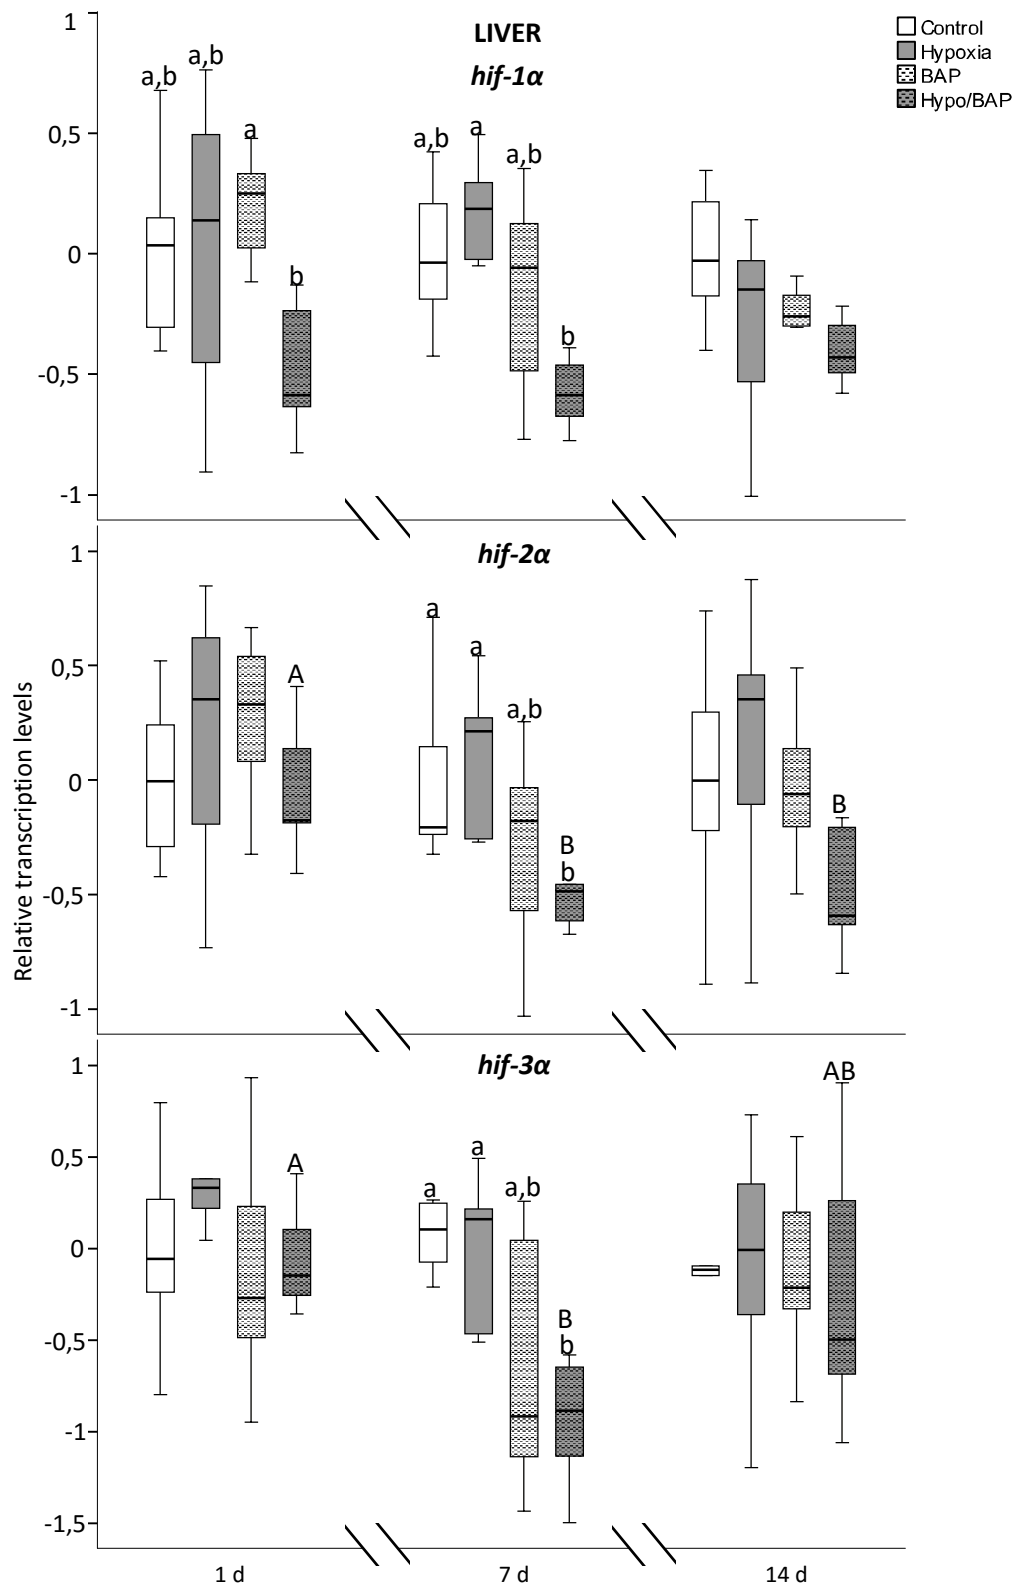 LIVER
hif-1α
Control
Hypoxia
BAP
Hypo/BAP
1
0,5
0
-0,5
-1
a,b
a,b
a
b
a,b
a
a,b
b
hif-2α
1
0,5
0
-0,5
-1
A
a
a
a,b
B
b
B
Relative transcription levels
hif-3α
1
0,5
0
-0,5
-1
-1,5
A
a
a
a,b
B
b
AB
1 d
7 d
14 d